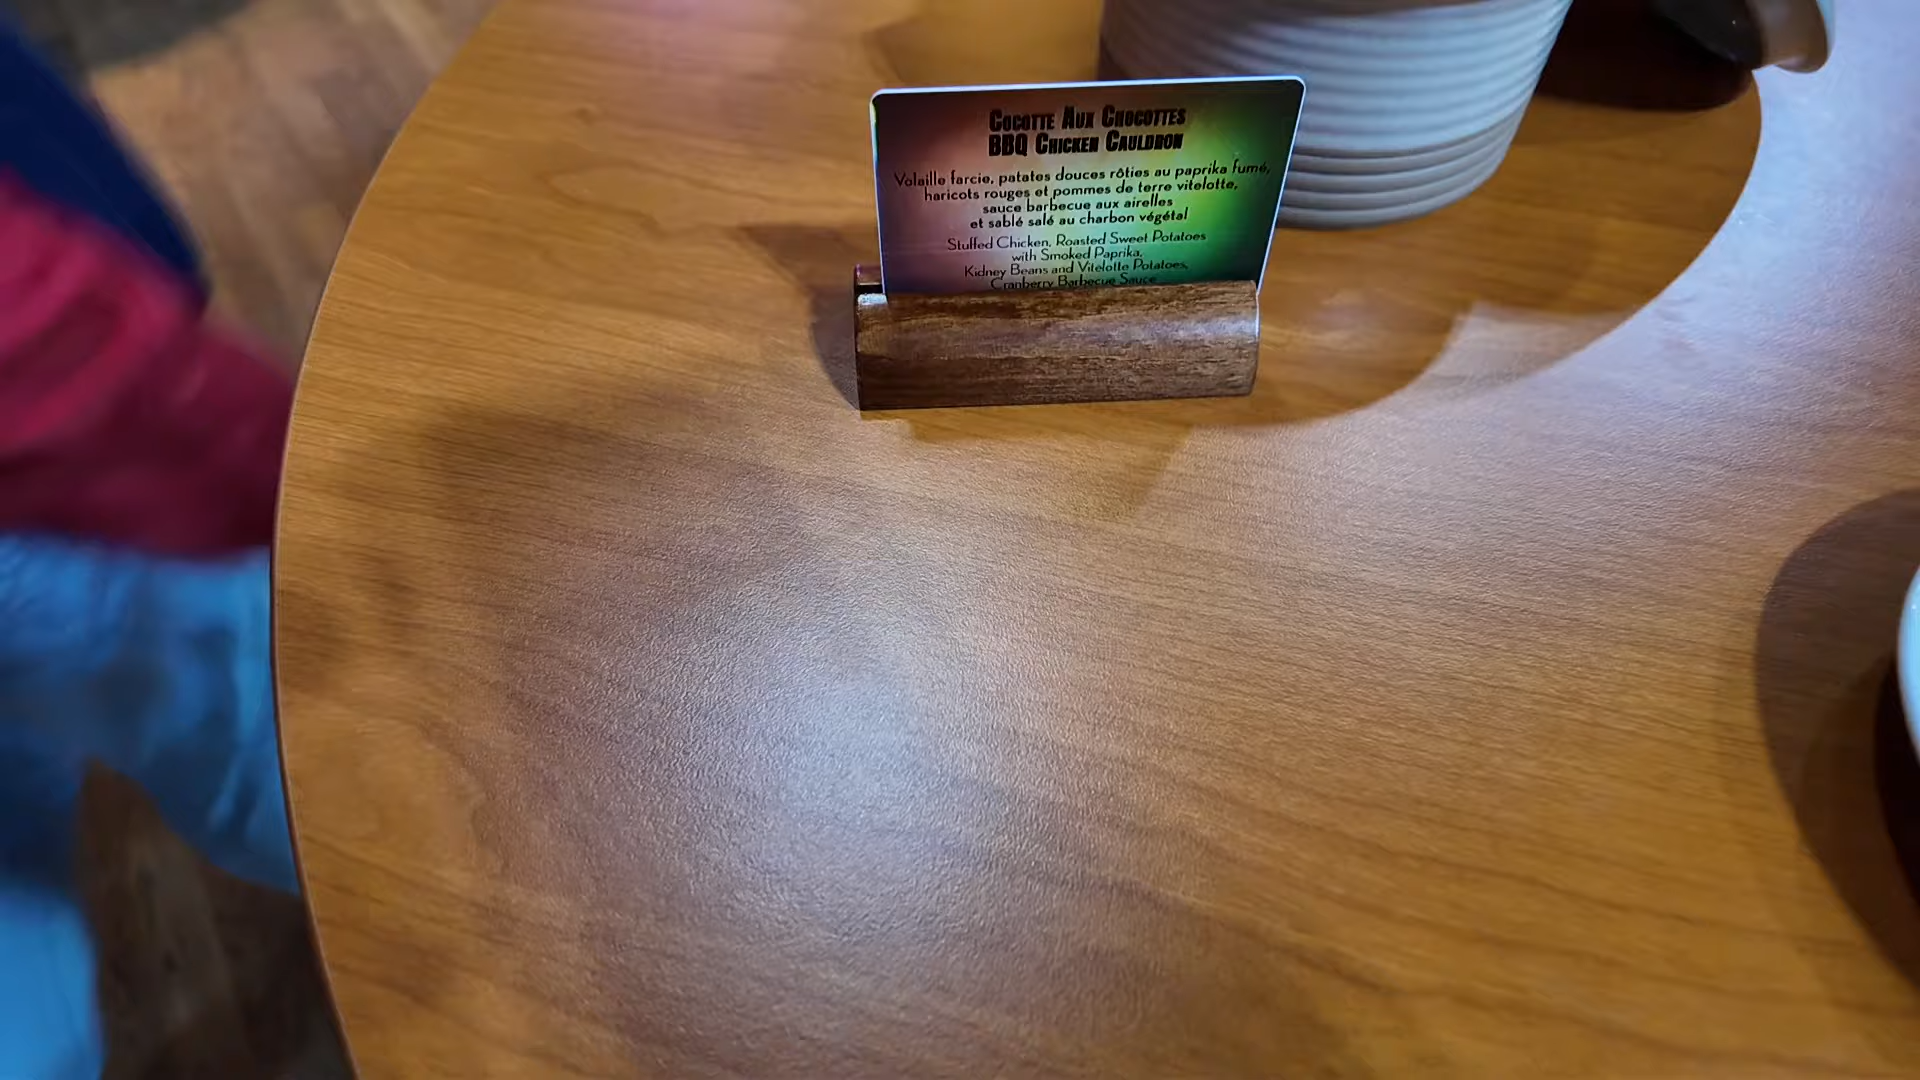 Cocotte Aux Chocottes
BBQ Chicken Cauldron
Volaille farcie, patates douces rôties au paprika fumé,
haricots rouges et pommes de terre vitelotte,
sauce barbecue aux airelles
et sablé salé au charbon végétal
Stuffed Chicken, Roasted Sweet Potatoes
with Smoked Paprika,
Kidney Beans and Vitelotte Potatoes,
Cranberry Barbecue Sauce